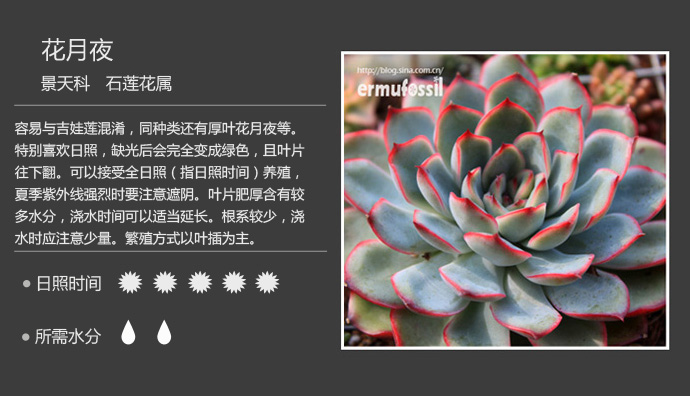 花月夜
景天科 石莲花属
容易与吉娃莲混淆，同种类还有厚叶花月夜等。
特别喜欢日照，缺光后会完全变成绿色，且叶片
往下翻。可以接受全日照（指日照时间）养殖，
夏季紫外线强烈时要注意遮阴。叶片肥厚含有较
多水分，浇水时间可以适当延长。根系较少，浇
水时应注意少量。繁殖方式以叶插为主。
日照时间
所需水分
http://blog.sina.com.cn/
ermufossil